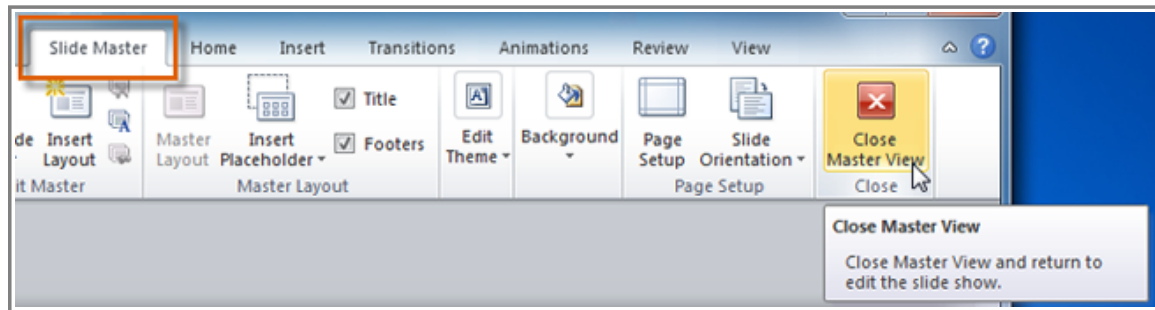 Slide Master Home Insert Transitions Animations Review View
Title
Footers
de Insert Layout
Master Layout
Insert Placeholder
Edit Theme
Background
Page Setup
Slide Orientation
Close Master View
it Master
Master Layout
Page Setup
Close
Close Master View
Close Master View and return to
edit the slide show.